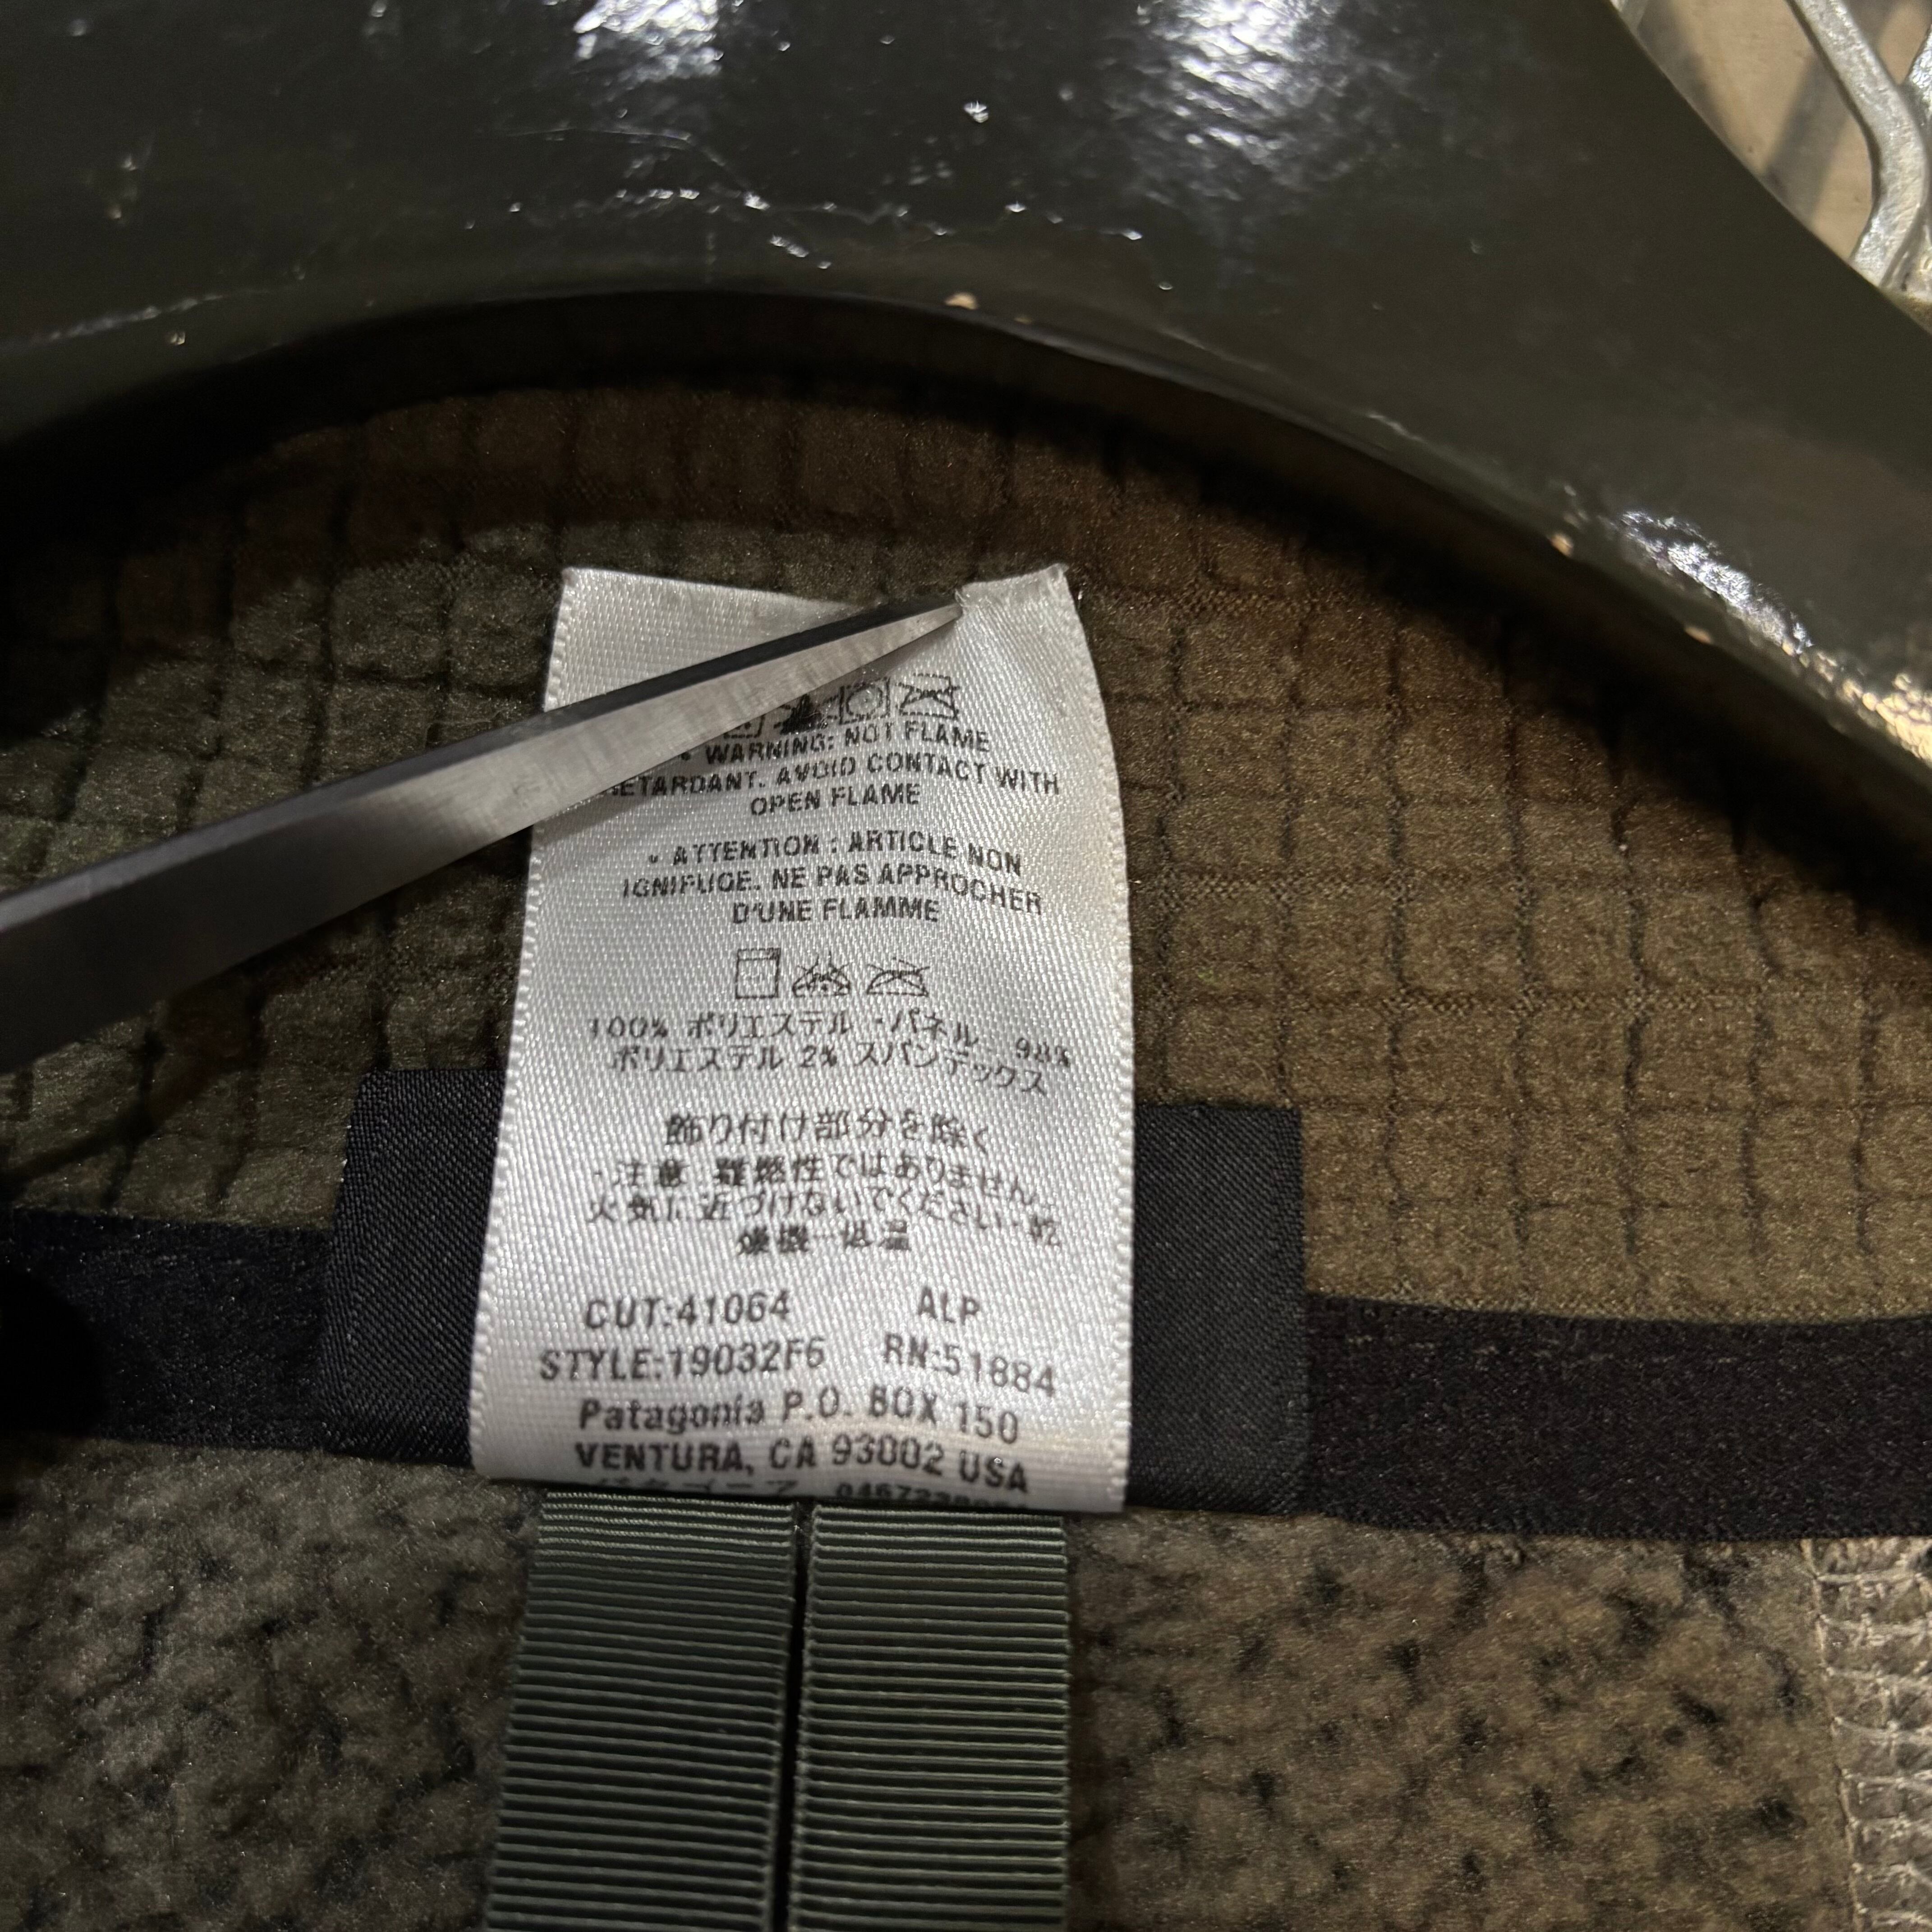 • WARNING: NOT FLAME
RETARDANT. AVOID CONTACT WITH
OPEN FLAME
• ATTENTION : ARTICLE NON
IGNIFUGE. NE PAS APPROCHER
D'UNE FLAMME
100% ポリエステル ・パネル 98%
ポリエステル 2% スパンデックス
飾り付け部分を除く
・注意 難燃性ではありません
火気に近づけないでください・乾
燥機 低温
CUT:41064 ALP
STYLE:19032F6 RN:51884
Patagonia P.O. BOX 150
VENTURA, CA 93002 USA